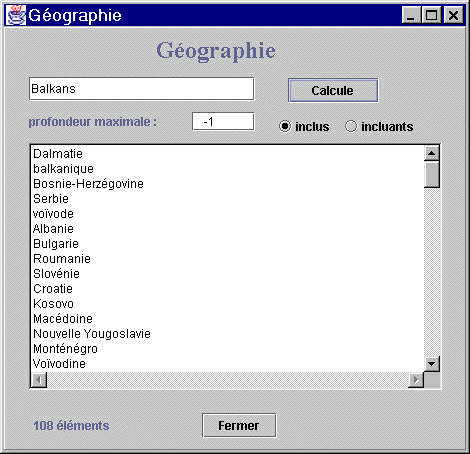 Géographie
Géographie
Balkans
Calcule
profondeur maximale :
-1
inclus
incluants
Dalmatie
balkanique
Bosnie-Herzégovine
Serbie
voïvode
Albanie
Bulgarie
Roumanie
Slovénie
Croatie
Kosovo
Macédoine
Nouvelle Yougoslavie
Monténégro
Voïvodine
108 éléments
Fermer